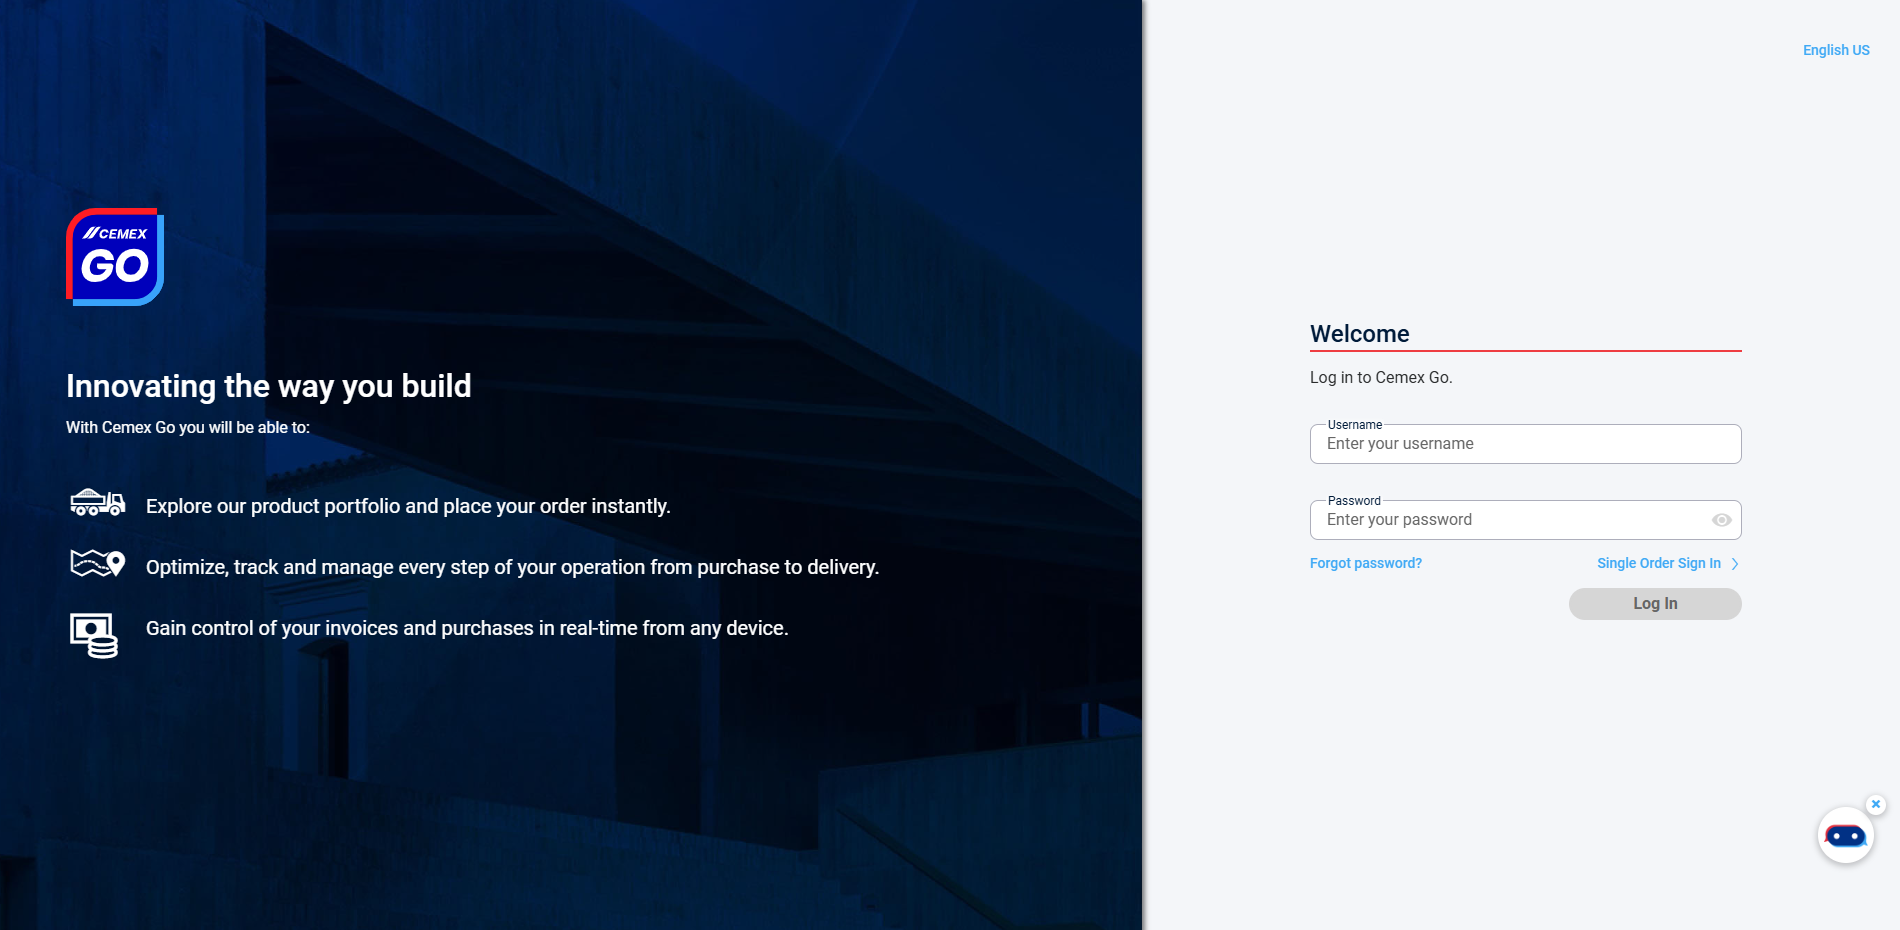 CEMEX
GO
Innovating the way you build
With Cemex Go you will be able to:
Explore our product portfolio and place your order instantly.
Optimize, track and manage every step of your operation from purchase to delivery.
Gain control of your invoices and purchases in real-time from any device.
English US
Welcome
Log in to Cemex Go.
Username
Enter your username
Password
Enter your password
Forgot password?
Single Order Sign In
Log In